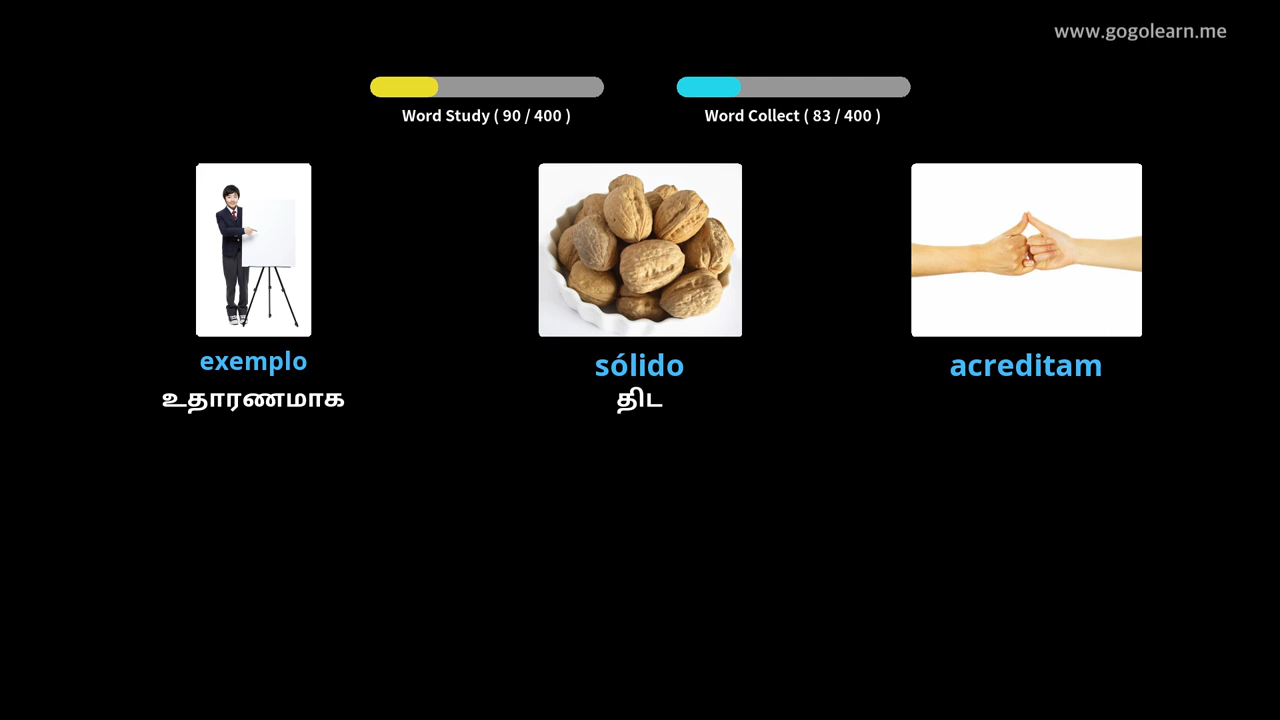 www.gogolearn.me
Word Study ( 90 / 400 )
Word Collect ( 83 / 400 )
exemplo
sólido
acreditam
உதாரணமாக
திட